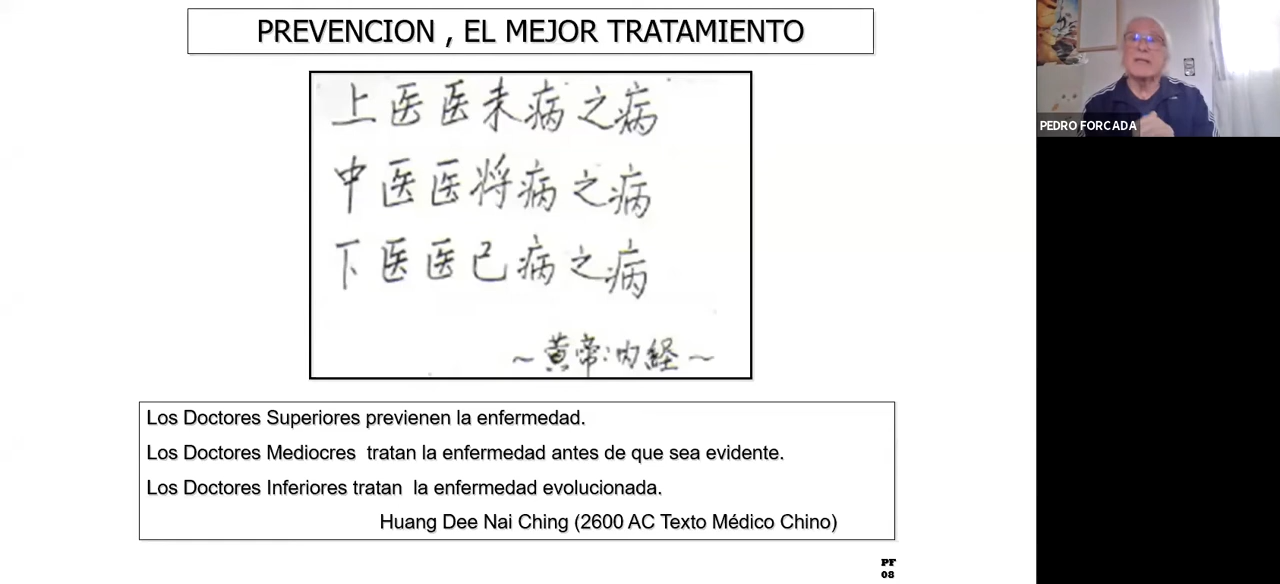 PREVENCION , EL MEJOR TRATAMIENTO
上医医未病之病
中医医将病之病
下医医已病之病
~黄帝:内経~
Los Doctores Superiores previenen la enfermedad.
Los Doctores Mediocres  tratan la enfermedad antes de que sea evidente.
Los Doctores Inferiores tratan  la enfermedad evolucionada.
Huang Dee Nai Ching (2600 AC Texto Médico Chino)
PF
08
PEDRO FORCADA